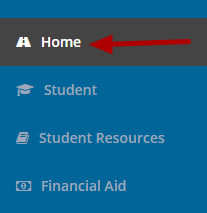 Home
Student
Student Resources
Financial Aid